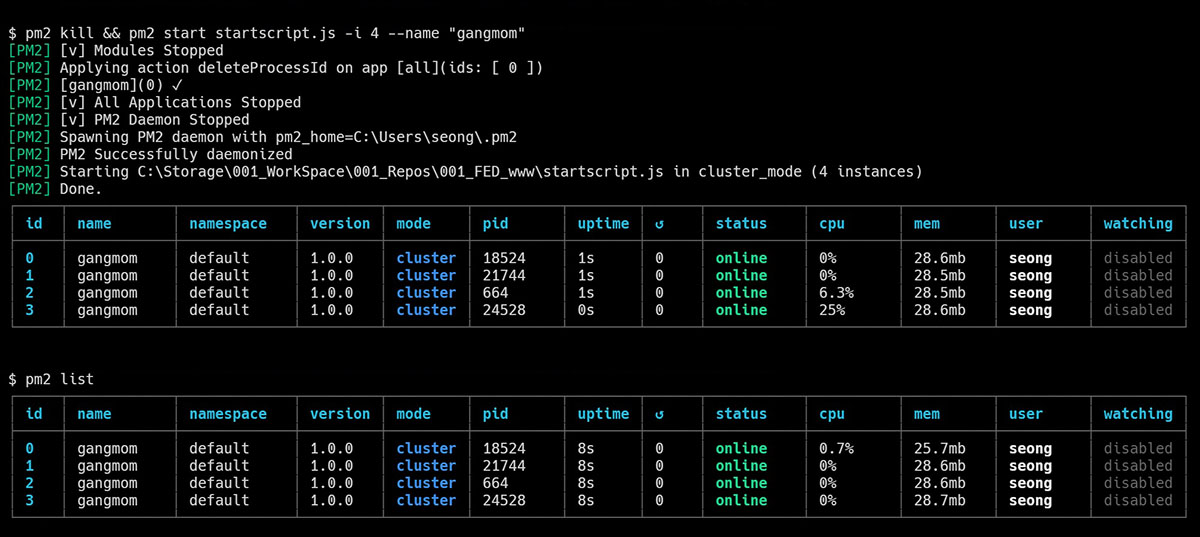 $ pm2 kill && pm2 start startscript.js -i 4 --name "gangmom"
[PM2] [v] Modules Stopped
[PM2] Applying action deleteProcessId on app [all](ids: [ 0 ])
[PM2] [gangmom](0) ✓
[PM2] [v] All Applications Stopped
[PM2] [v] PM2 Daemon Stopped
[PM2] Spawning PM2 daemon with pm2_home=C:\Users\seong\.pm2
[PM2] PM2 Successfully daemonized
[PM2] Starting C:\Storage\001_WorkSpace\001_Repos\001_FED_www\startscript.js in cluster_mode (4 instances)
[PM2] Done.
id name namespace version mode pid uptime ↺ status cpu mem user watching
0 gangmom default 1.0.0 cluster 18524 1s 0 online 0% 28.6mb seong disabled
1 gangmom default 1.0.0 cluster 21744 1s 0 online 0% 28.5mb seong disabled
2 gangmom default 1.0.0 cluster 664 1s 0 online 6.3% 28.5mb seong disabled
3 gangmom default 1.0.0 cluster 24528 0s 0 online 25% 28.6mb seong disabled
$ pm2 list
id name namespace version mode pid uptime ↺ status cpu mem user watching
0 gangmom default 1.0.0 cluster 18524 8s 0 online 0.7% 25.7mb seong disabled
1 gangmom default 1.0.0 cluster 21744 8s 0 online 0% 28.6mb seong disabled
2 gangmom default 1.0.0 cluster 664 8s 0 online 0% 28.6mb seong disabled
3 gangmom default 1.0.0 cluster 24528 8s 0 online 0% 28.7mb seong disabled